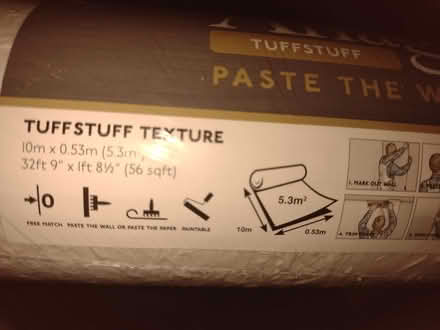 TUFFSTUFF
PASTE THE
TUFFSTUFF TEXTURE
10m x 0.53m (5.3m
32ft 9" x 1ft 8½" (56 sqft)
FREE MATCH PASTE THE WALL OR PASTE THE PAPER PAINTABLE
5.3m²
10m
0.53m
1. MARK OUT WALL